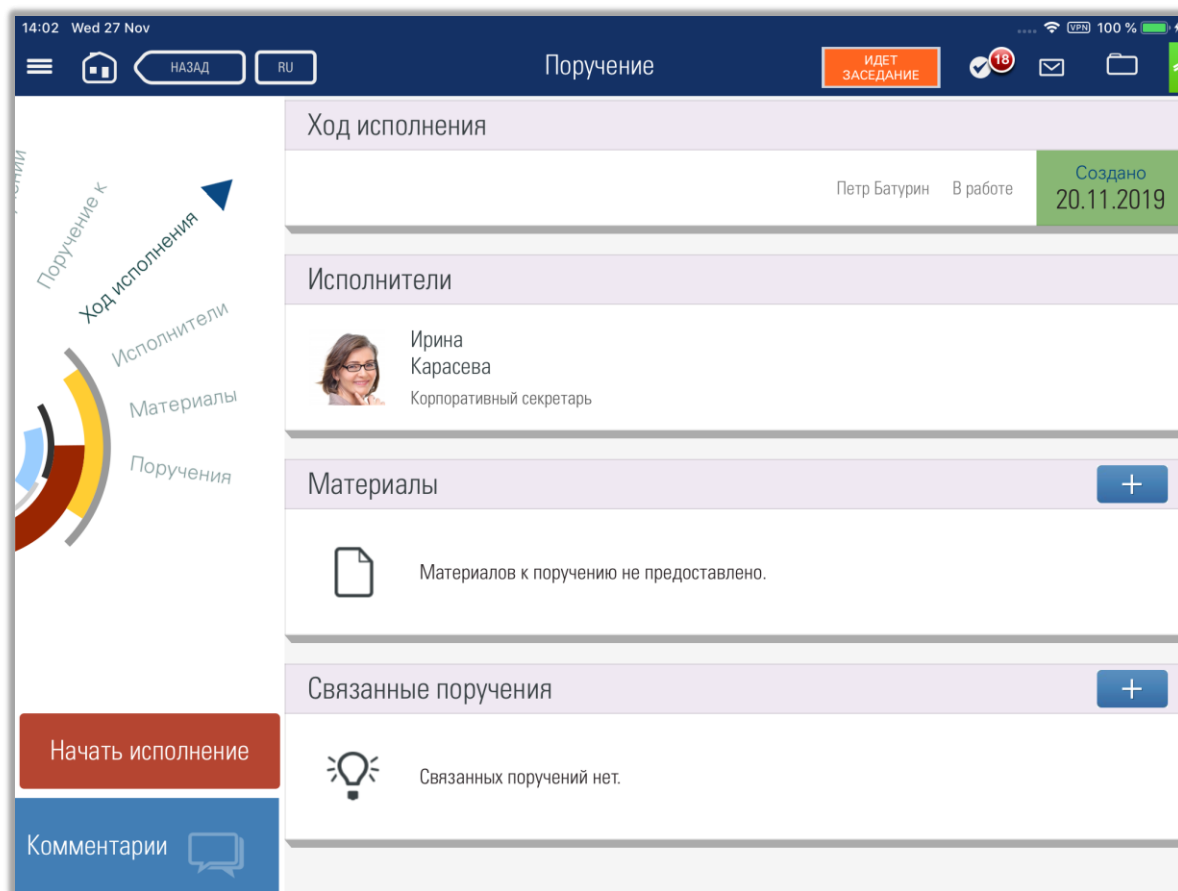 14:02 Wed 27 Nov
VPN 100 %
НАЗАД
RU
Поручение
ИДЕТ
ЗАСЕДАНИЕ
18
Поручение к
Ход исполнения
Исполнители
Материалы
Поручения
Начать исполнение
Комментарии
Ход исполнения
Петр Батурин В работе
Создано
20.11.2019
Исполнители
Ирина
Карасева
Корпоративный секретарь
Материалы
+
Материалов к поручению не предоставлено.
Связанные поручения
+
Связанных поручений нет.